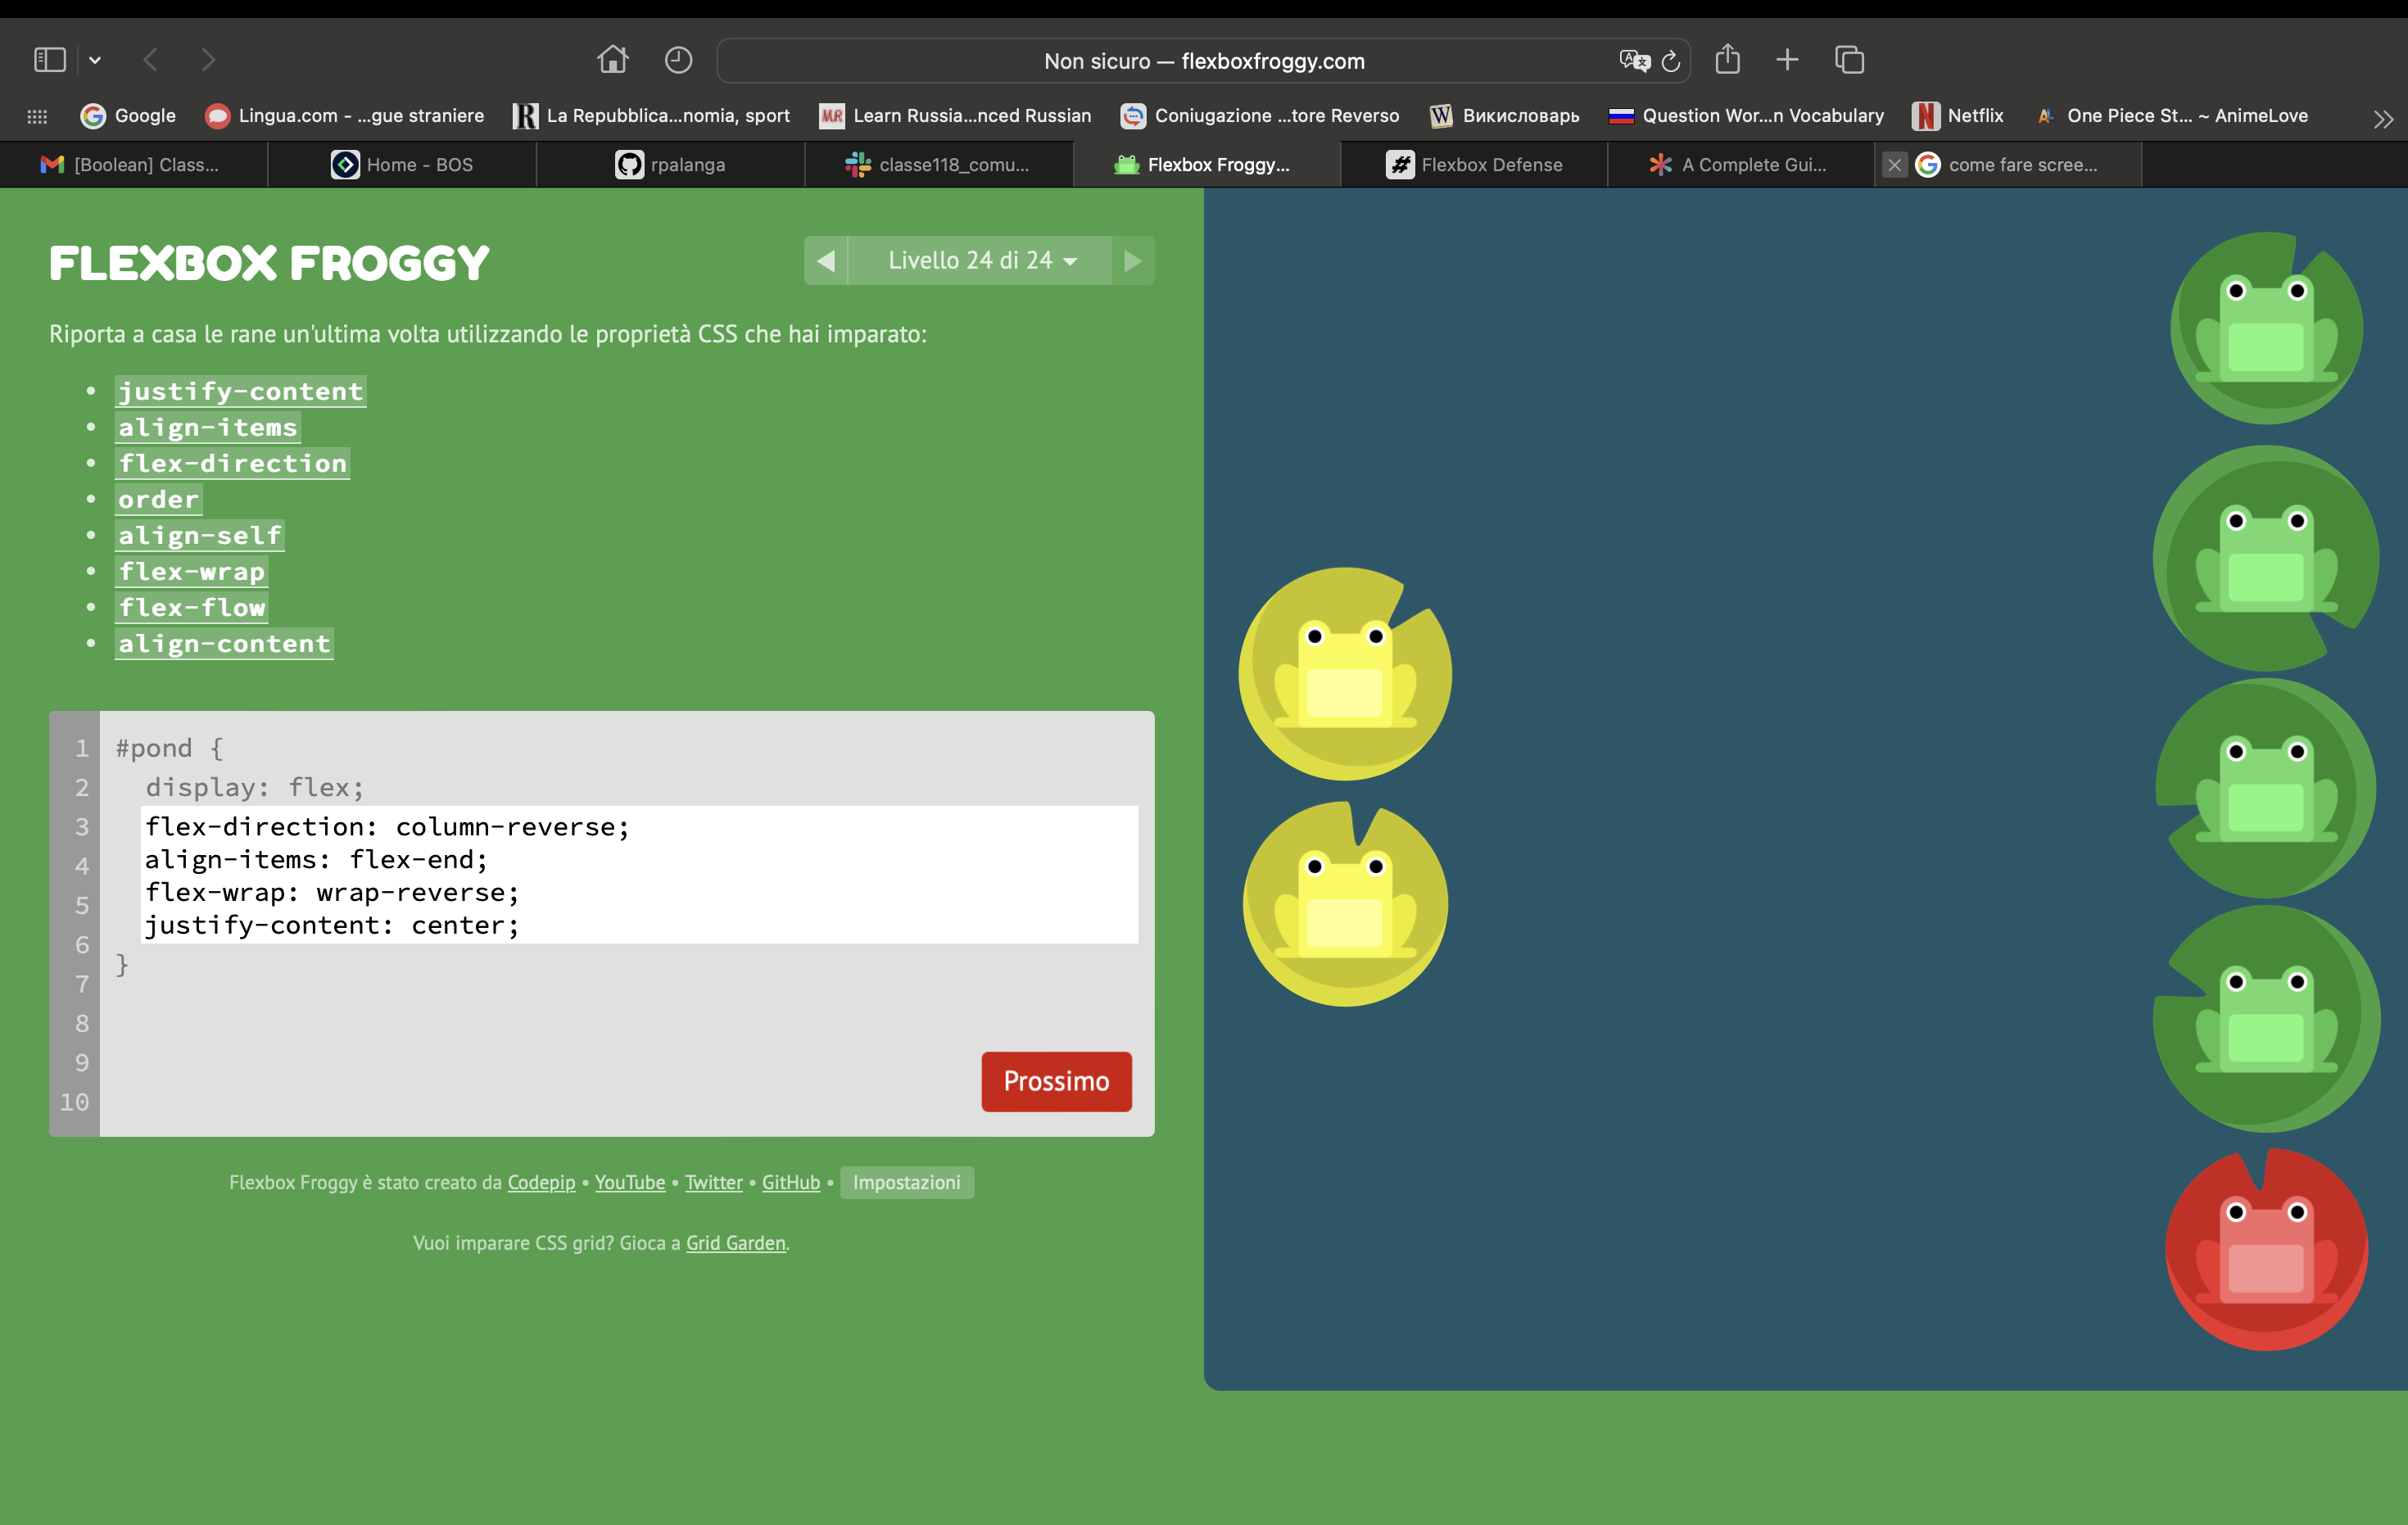 Non sicuro — flexboxfroggy.com
Google
Lingua.com - ...gue straniere
La Repubblica...nomia, sport
Learn Russia...nced Russian
Coniugazione ...tore Reverso
Викисловарь
Question Wor...n Vocabulary
Netflix
One Piece St... ~ AnimeLove
[Boolean] Class...
Home - BOS
rpalanga
classe118_comu...
Flexbox Froggy...
Flexbox Defense
A Complete Gui...
come fare scree...
FLEXBOX FROGGY
Livello 24 di 24
Riporta a casa le rane un'ultima volta utilizzando le proprietà CSS che hai imparato:
justify-content
align-items
flex-direction
order
align-self
flex-wrap
flex-flow
align-content
1 #pond {
2 display: flex;
3 flex-direction: column-reverse;
4 align-items: flex-end;
5 flex-wrap: wrap-reverse;
6 justify-content: center;
7 }
8
9
10
Prossimo
Flexbox Froggy è stato creato da Codepip • YouTube • Twitter • GitHub • Impostazioni
Vuoi imparare CSS grid? Gioca a Grid Garden.